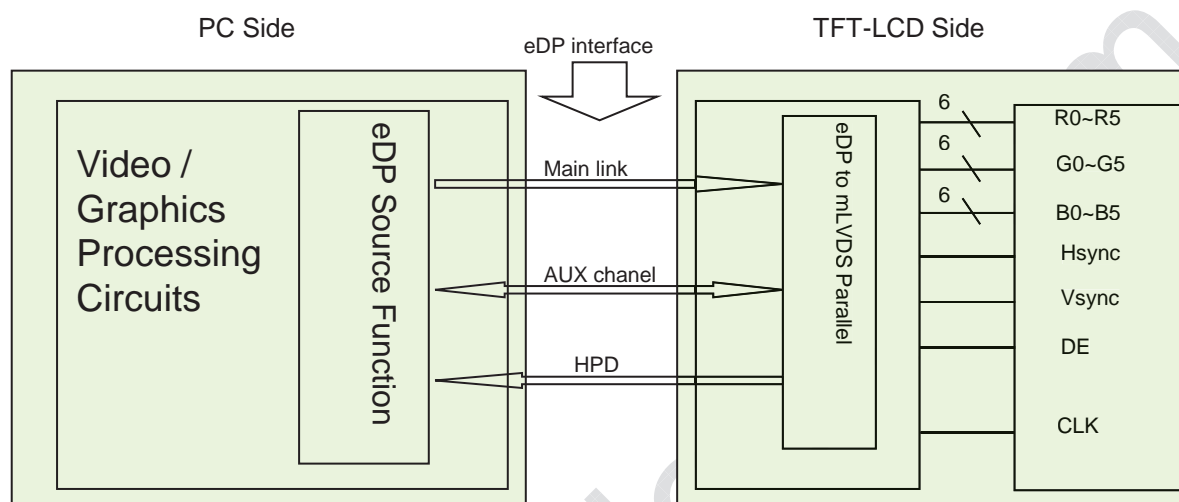 PC Side
eDP interface
TFT-LCD Side
Video /
Graphics
Processing
Circuits
eDP Source Function
Main link
AUX chanel
HPD
eDP to mLVDS Parallel
6
R0~R5
6
G0~G5
6
B0~B5
Hsync
Vsync
DE
CLK